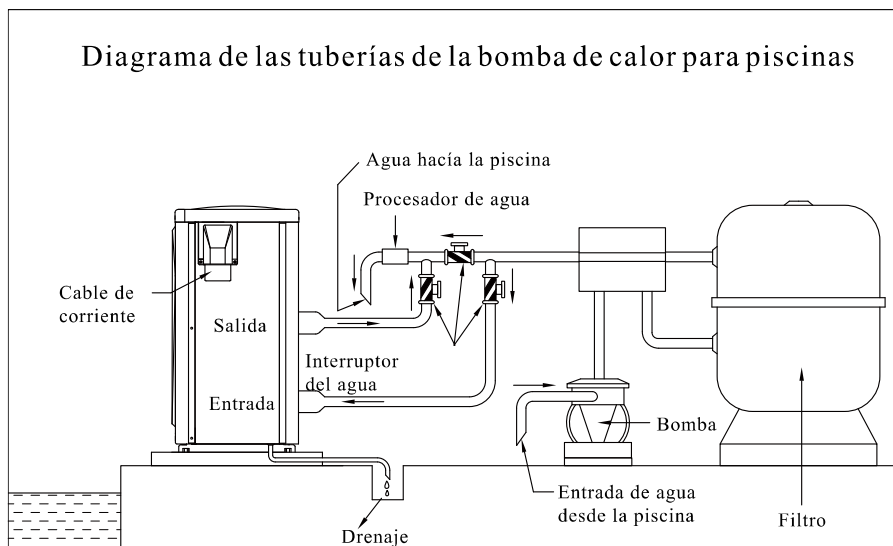 Diagrama de las tuberías de la bomba de calor para piscinas
Agua hacía la piscina
Procesador de agua
Cable de
corriente
Salida
Interruptor
del agua
Entrada
Bomba
Entrada de agua
desde la piscina
Filtro
Drenaje